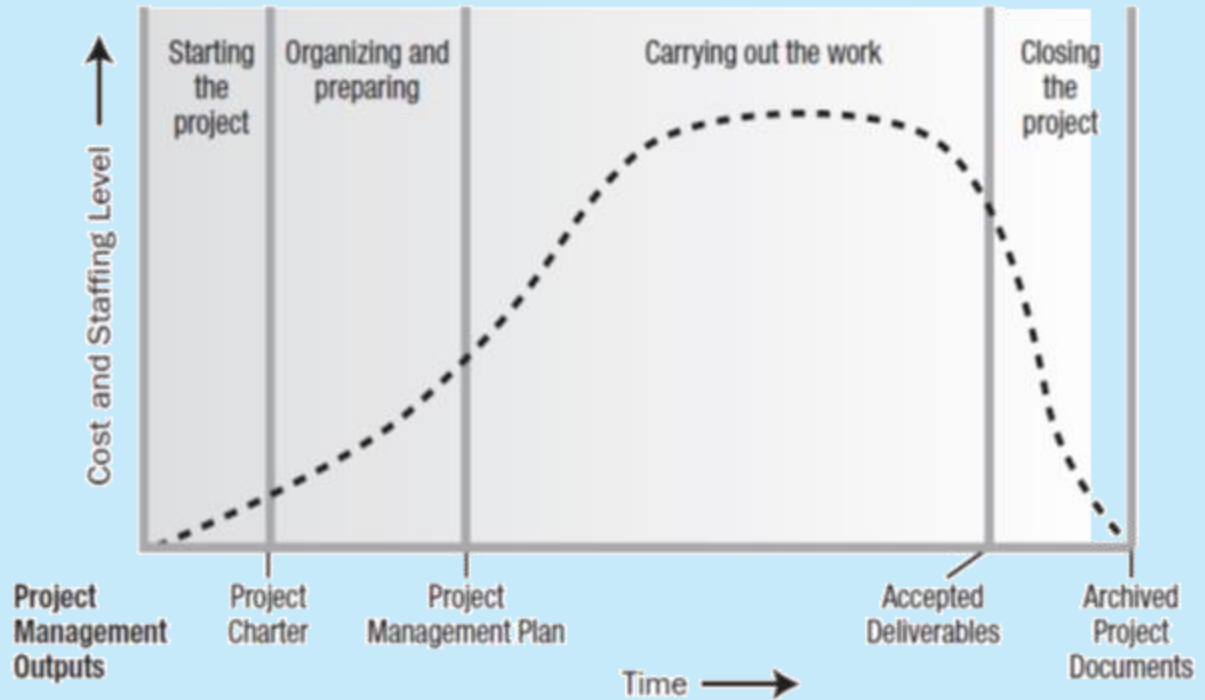 Starting
the
project
Organizing and
preparing
Carrying out the work
Closing
the
project
Cost and Staffing Level
Project
Management
Outputs
Project
Charter
Project
Management Plan
Accepted
Deliverables
Archived
Project
Documents
Time